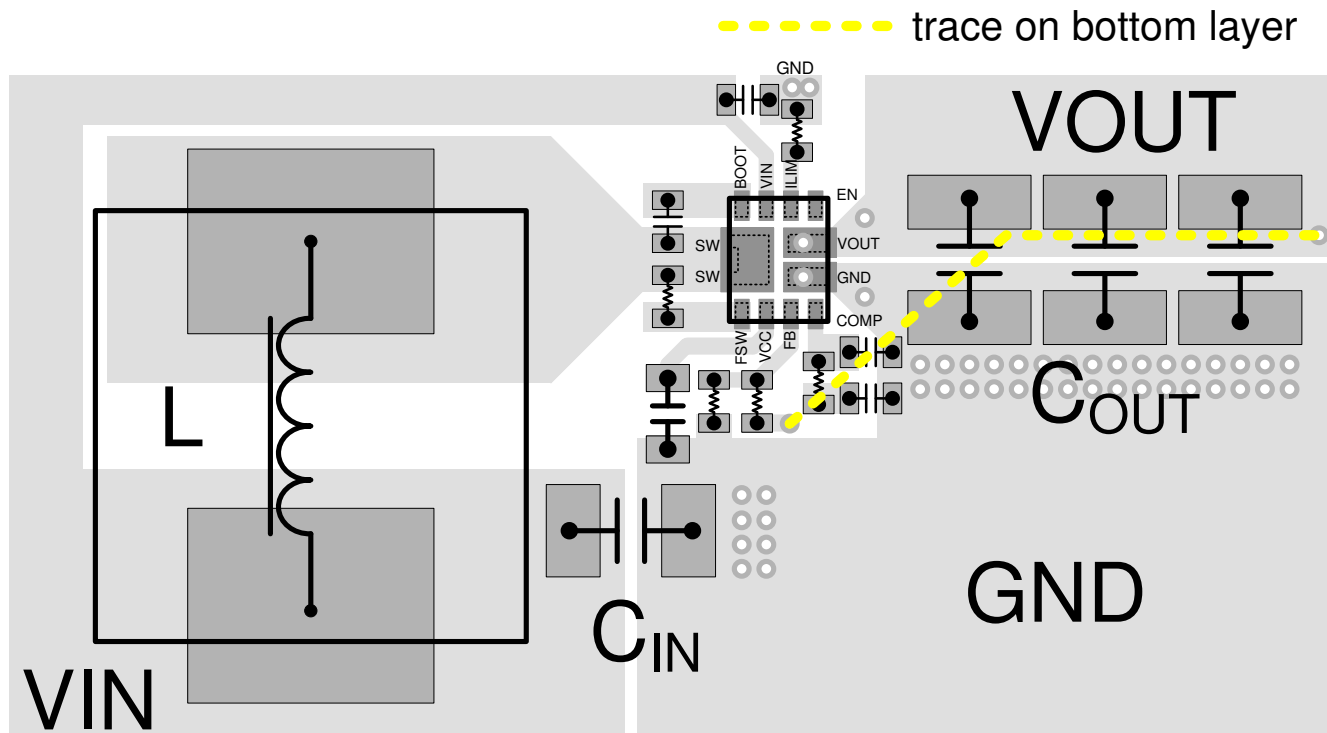 trace on bottom layer
GND
VOUT
BOOT
VIN
ILIM
EN
SW
VOUT
SW
GND
FSW
VCC
FB
COMP
L
COUT
CIN
GND
VIN